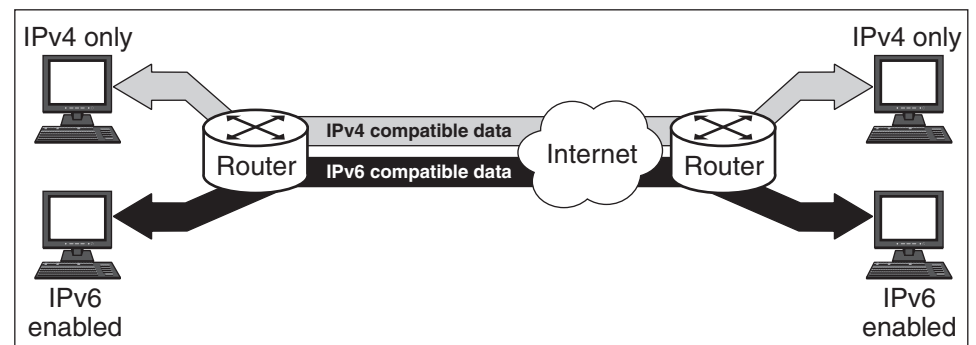 IPv4 only
IPv4 only
IPv4 compatible data
Internet
Router
Router
IPv6 compatible data
IPv6
enabled
IPv6
enabled